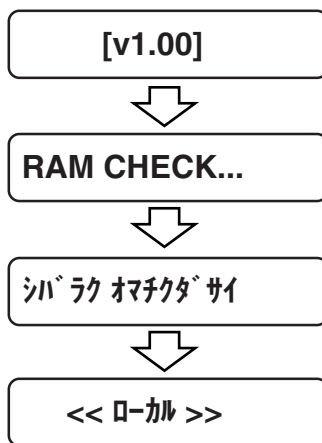 [v1.00]
RAM CHECK...
ｼﾊﾞﾗｸ ｵﾏﾁｸﾀﾞｻｲ
<< ﾛｰｶﾙ >>